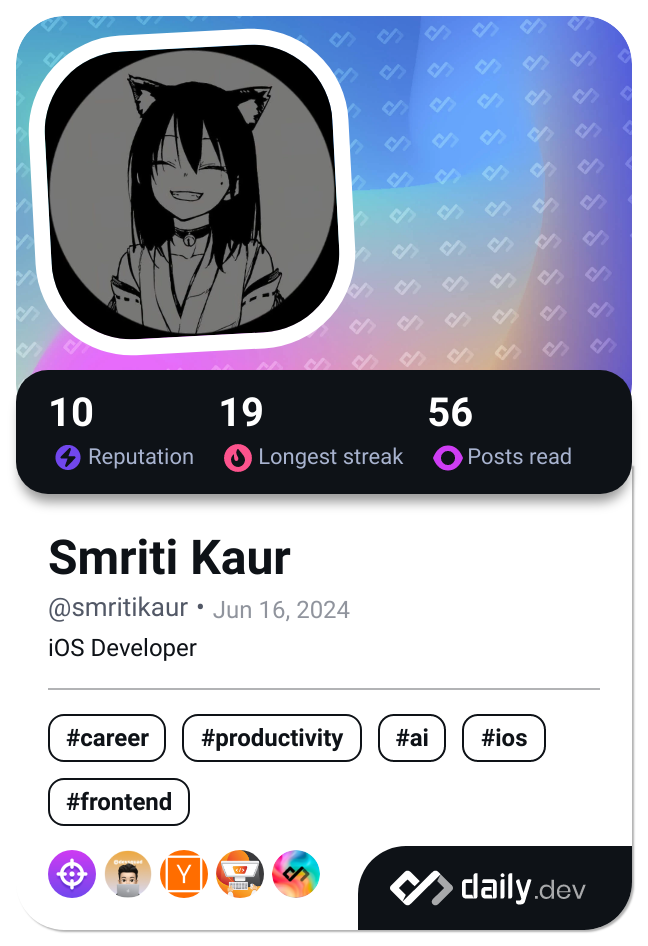 10 19 56
Reputation Longest streak Posts read
Smriti Kaur
@smritikaur • Jun 16, 2024
iOS Developer
#career #productivity #ai #ios
#frontend
Y
daily.dev